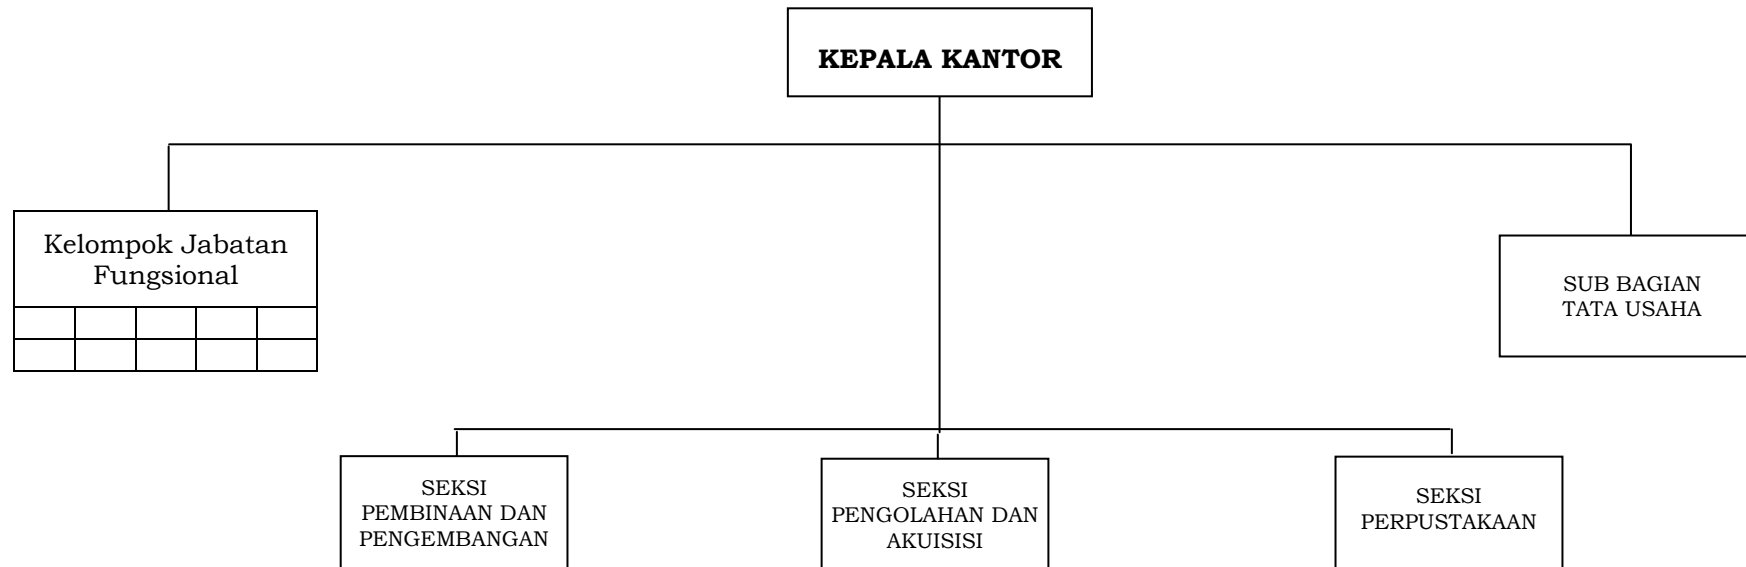 KEPALA KANTOR
Kelompok Jabatan
Fungsional
SUB BAGIAN
TATA USAHA
SEKSI
PEMBINAAN DAN
PENGEMBANGAN
SEKSI
PENGOLAHAN DAN
AKUISISI
SEKSI
PERPUSTAKAAN